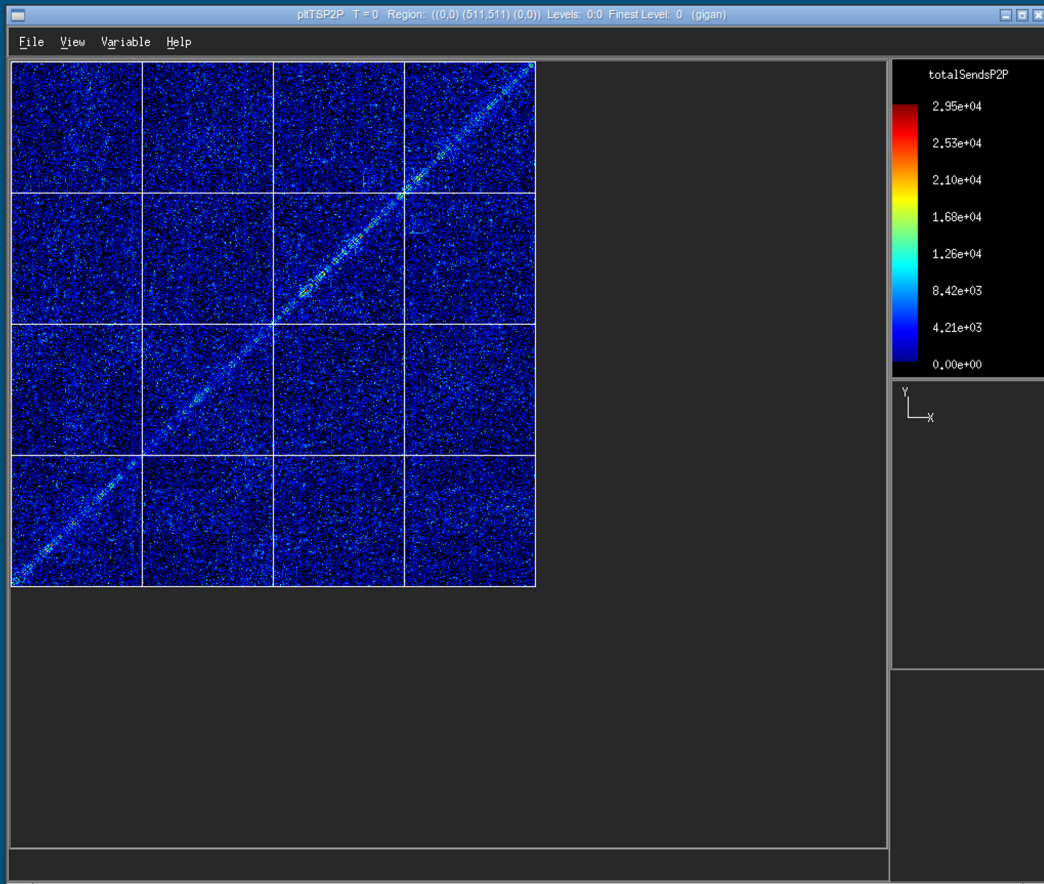 pltTSP2P T = 0 Region: ((0,0) (511,511) (0,0)) Levels: 0:0 Finest Level: 0 (gigan)
File View Variable Help
totalSendsP2P
2.95e+04
2.53e+04
2.10e+04
1.68e+04
1.26e+04
8.42e+03
4.21e+03
0.00e+00
Y
X